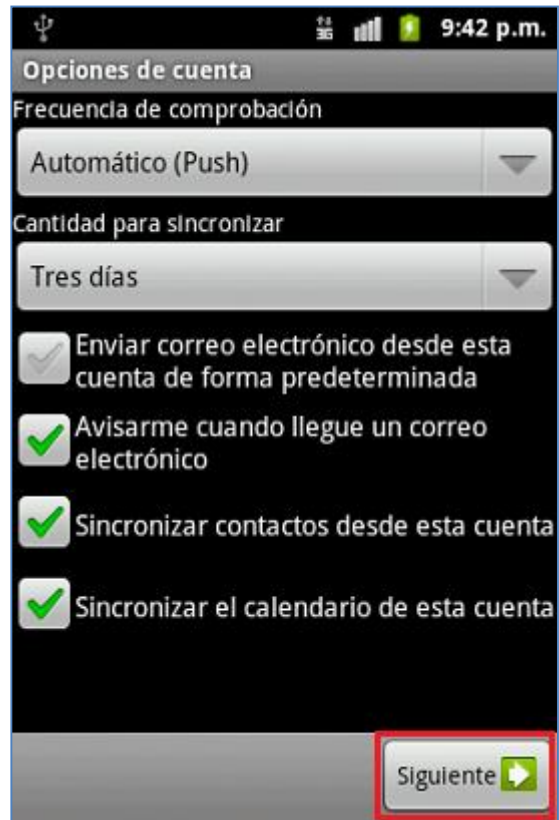 3G 9:42 p.m.
Opciones de cuenta
Frecuencia de comprobación
Automático (Push)
Cantidad para sincronizar
Tres días
Enviar correo electrónico desde esta
cuenta de forma predeterminada
Avisarme cuando llegue un correo
electrónico
Sincronizar contactos desde esta cuenta
Sincronizar el calendario de esta cuenta
Siguiente